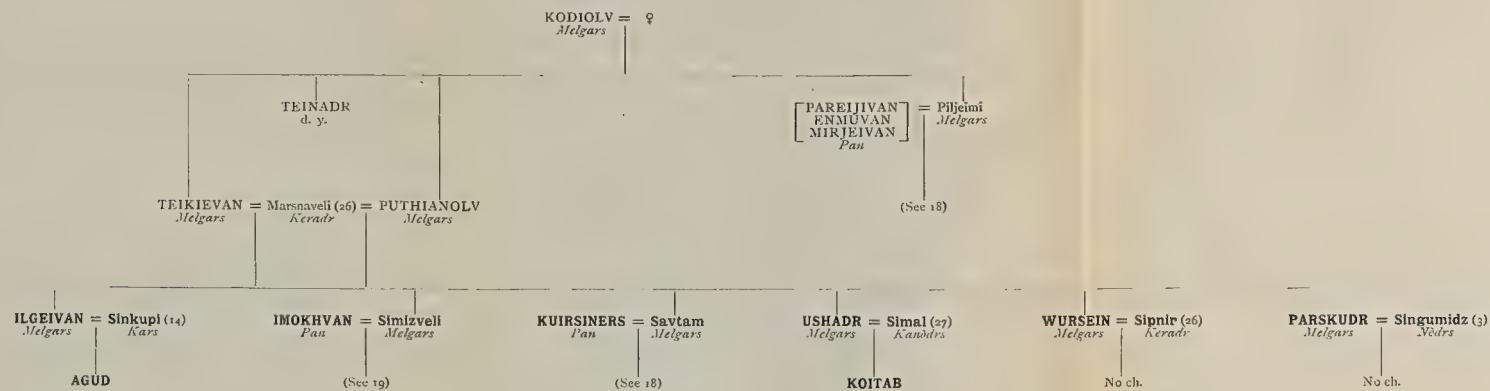 KODIOLV = ♀
Melgars
TEINADR
d. y.
PAREIJIVAN
ENMUVAN
MIRJEIVAN
Pan
= Piljeimi
Melgars
TEIKIEVAN = Marsnaveli (26) = PUTHIANOLV
Melgars Keradr Melgars
(See 18)
ILGEIVAN = Sinkupi (14) IMOKHVAN = Simizveli KUIRSINERS = Savtam USHADR = Simal (27) WURSEIN = Sipnir (26) PARSKUDR = Singumidz (3)
Melgars Kars Pan Melgars Pan Melgars Melgars Kanòdrs Melgars Keradr Melgars Nòdrs
AGUD (See 19) (See 18) KOITAB No ch. No ch.